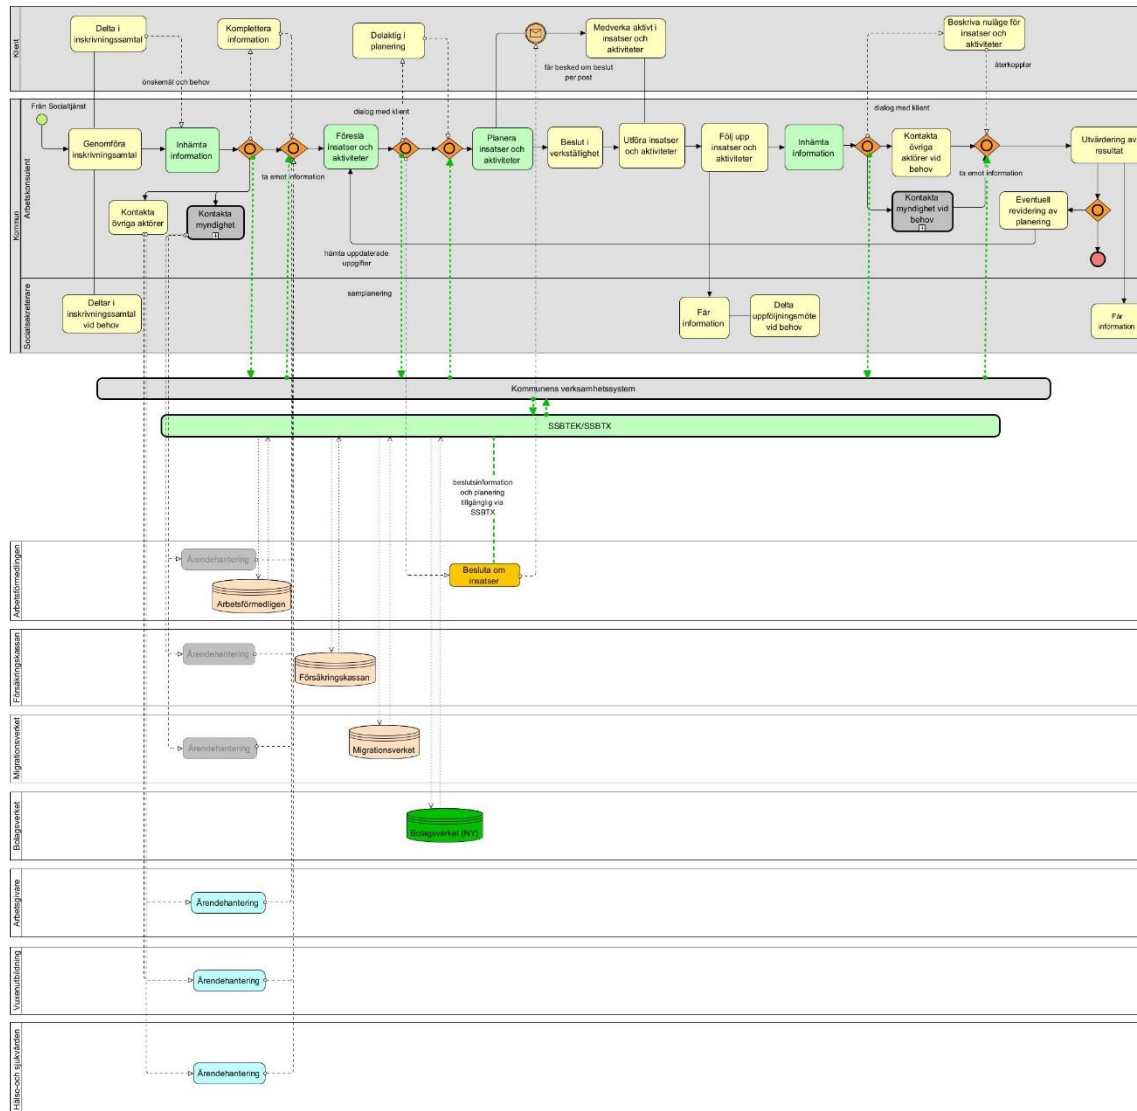 Klient
Delta i
inskrivningssamtal
Komplettera
information
Delaktig i
planering
Medverka aktivt i
insatser och
aktiviteter
Beskriva nuläge för
insatser och
aktiviteter
önskemål och behov
får besked om beslut
per post
återkopplar
Kommun
Arbetskonsulent
Från Socialtjänst
dialog med klient
dialog med klient
Genomföra
inskrivningsamtal
Inhämta
information
Föreslå
insatser och
aktiviteter
Planera
insatser och
aktiviteter
Beslut i
verkställighet
Utföra insatser
och aktiviteter
Följ upp
insatser och
aktiviteter
Inhämta
information
Kontakta
övriga
aktörer vid
behov
Utvärdering av
resultat
ta emot information
ta emot information
Kontakta
övriga aktörer
Kontakta
myndighet
Kontakta
myndighet vid
behov
Eventuell
revidering av
planering
hämta uppdaterade
uppgifter
Socialsekreterare
samplanering
Deltar i
inskrivningssamtal
vid behov
Får
information
Delta
uppföljningsmöte
vid behov
Får
information
Kommunens verksamhetssystem
SSBTEK/SSBTX
beslutsinformation
och planering
tillgänglig via
SSBTX
Arbetsförmedlingen
Ärendehantering
Besluta om
insatser
Arbetsförmedligen
Försäkringskassan
Ärendehantering
Försäkringskassan
Migrationsverket
Ärendehantering
Migrationsverket
Bolagsverket
Bolagsverket (NY)
Arbetsgivare
Ärendehantering
Vuxenutbildning
Ärendehantering
Hälso-och sjukvården
Ärendehantering